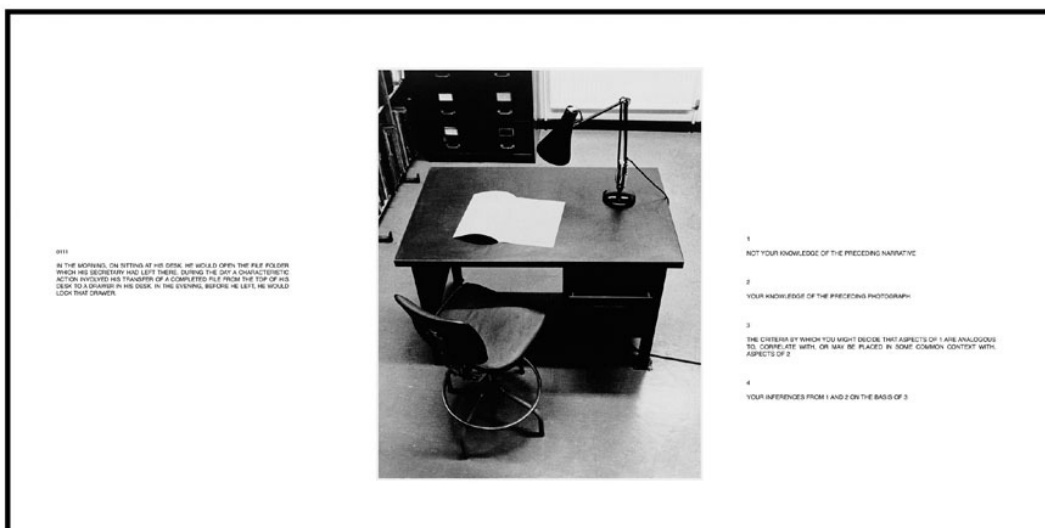 0111
IN THE MORNING, ON SITTING AT HIS DESK, HE WOULD OPEN THE FILE FOLDER
WHICH HIS SECRETARY HAD LEFT THERE. DURING THE DAY A CHARACTERISTIC
ACTION INVOLVED HIS TRANSFER OF A COMPLETED FILE FROM THE TOP OF HIS
DESK TO A DRAWER IN HIS DESK. IN THE EVENING, BEFORE HE LEFT, HE WOULD
LOCK THAT DRAWER.
1
NOT YOUR KNOWLEDGE OF THE PRECEDING NARRATIVE
2
YOUR KNOWLEDGE OF THE PRECEDING PHOTOGRAPH
3
THE CRITERIA BY WHICH YOU MIGHT DECIDE THAT ASPECTS OF 1 ARE ANALOGOUS
TO, CORRELATE WITH, OR MAY BE PLACED IN SOME COMMON CONTEXT WITH,
ASPECTS OF 2
4
YOUR INFERENCES FROM 1 AND 2 ON THE BASIS OF 3